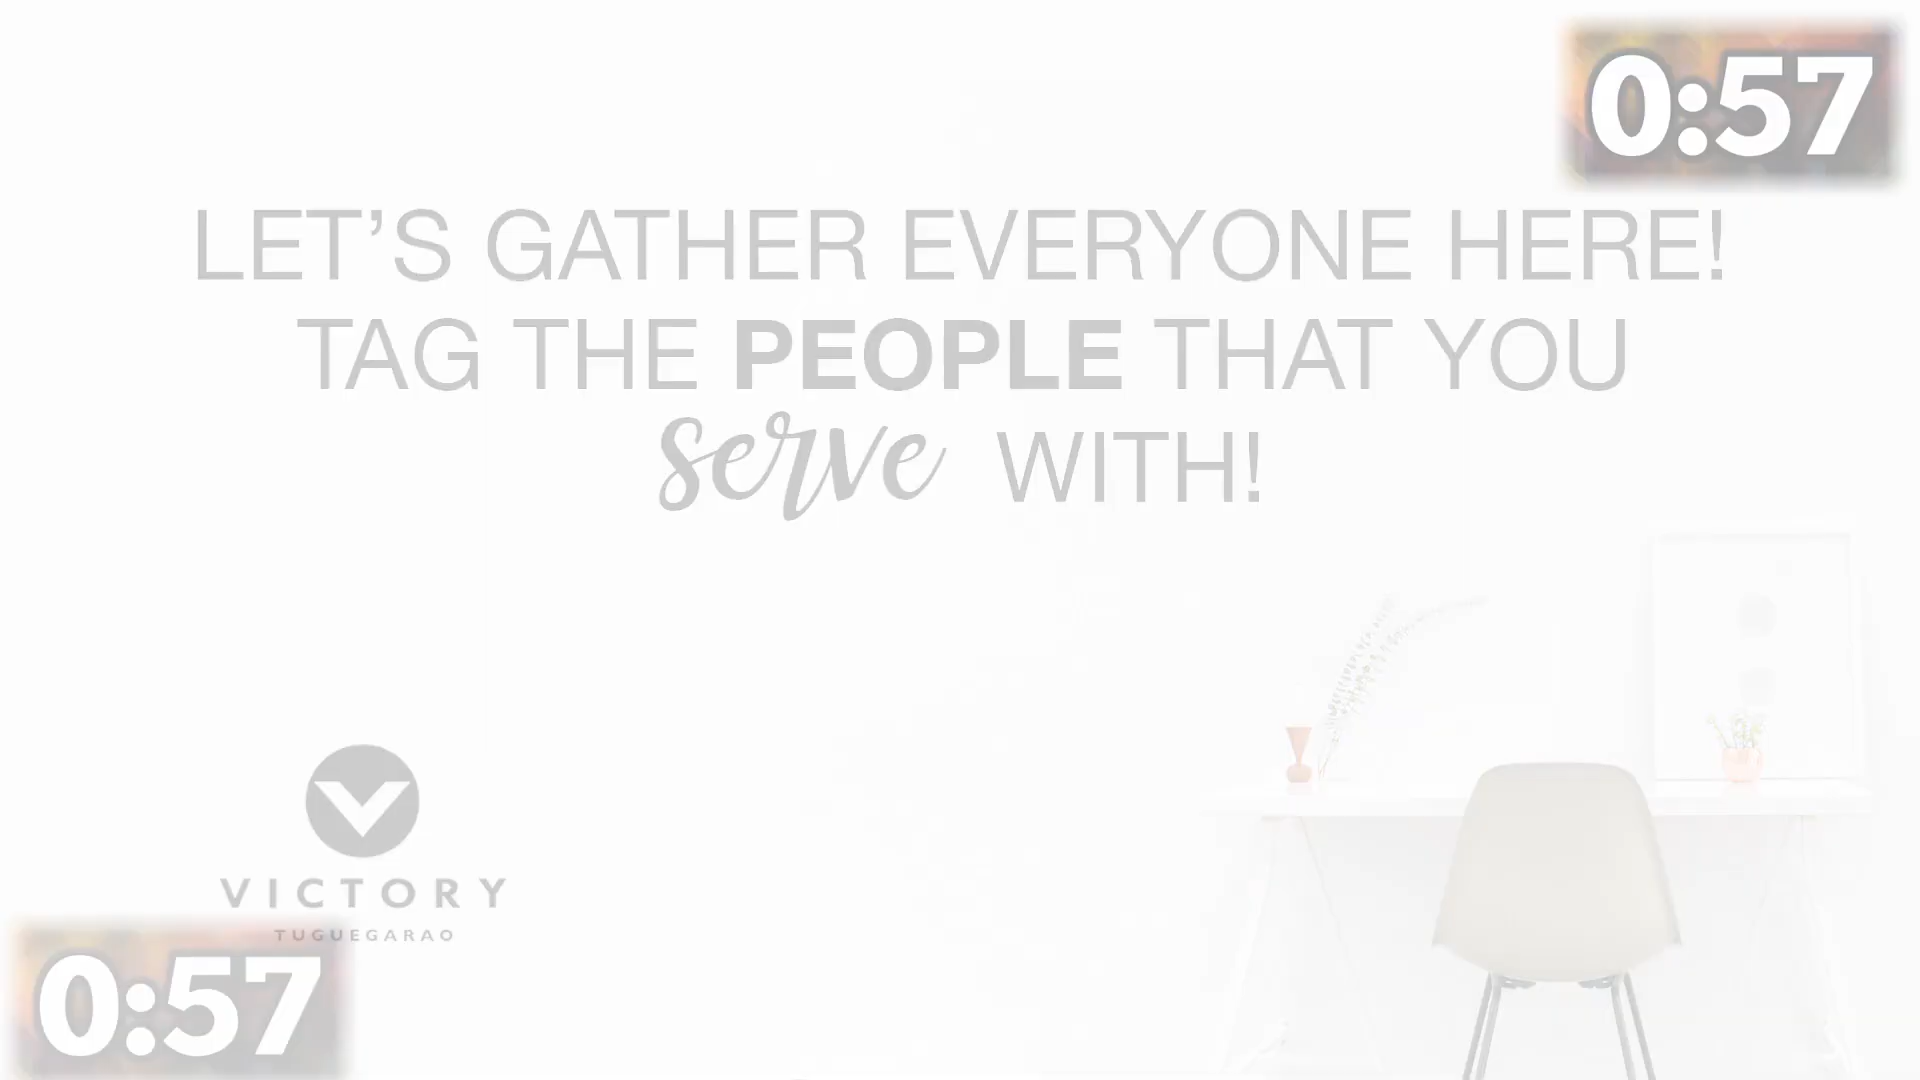 0:57
LET’S GATHER EVERYONE HERE!
TAG THE PEOPLE THAT YOU
serve WITH!
VICTORY
TUGUEGARAO
0:57